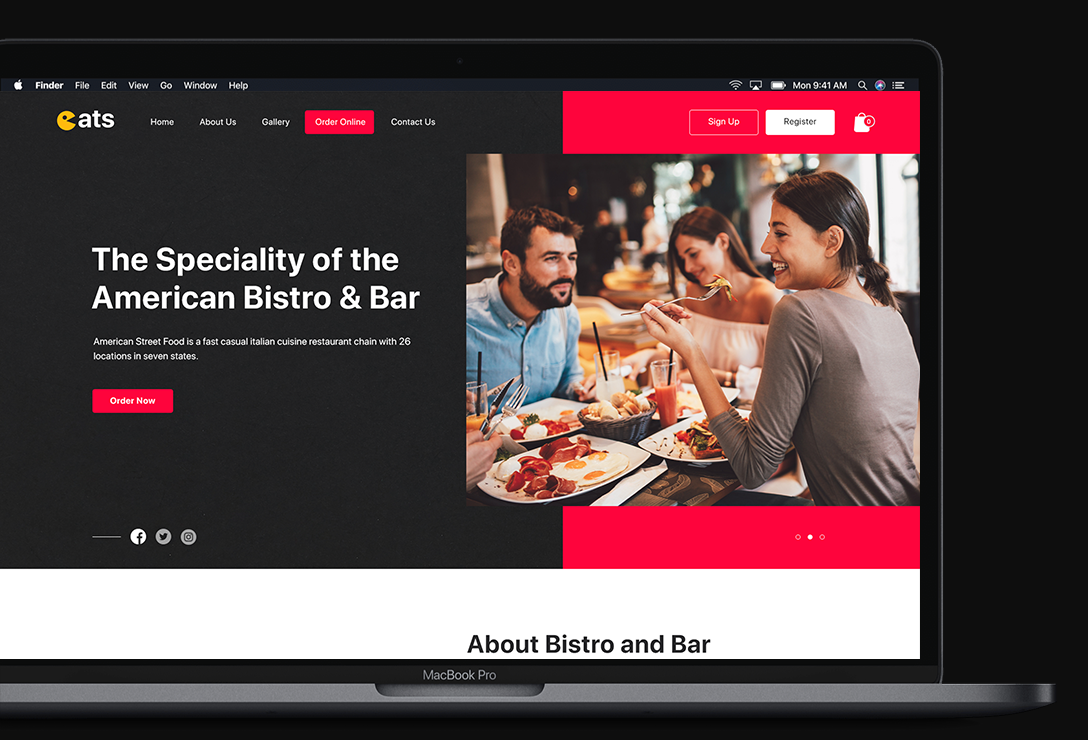 Finder File Edit View Go Window Help Mon 9:41 AM
eats Home About Us Gallery Order Online Contact Us Sign Up Register 0
The Speciality of the
American Bistro & Bar
American Street Food is a fast casual italian cuisine restaurant chain with 26
locations in seven states.
Order Now
About Bistro and Bar
MacBook Pro